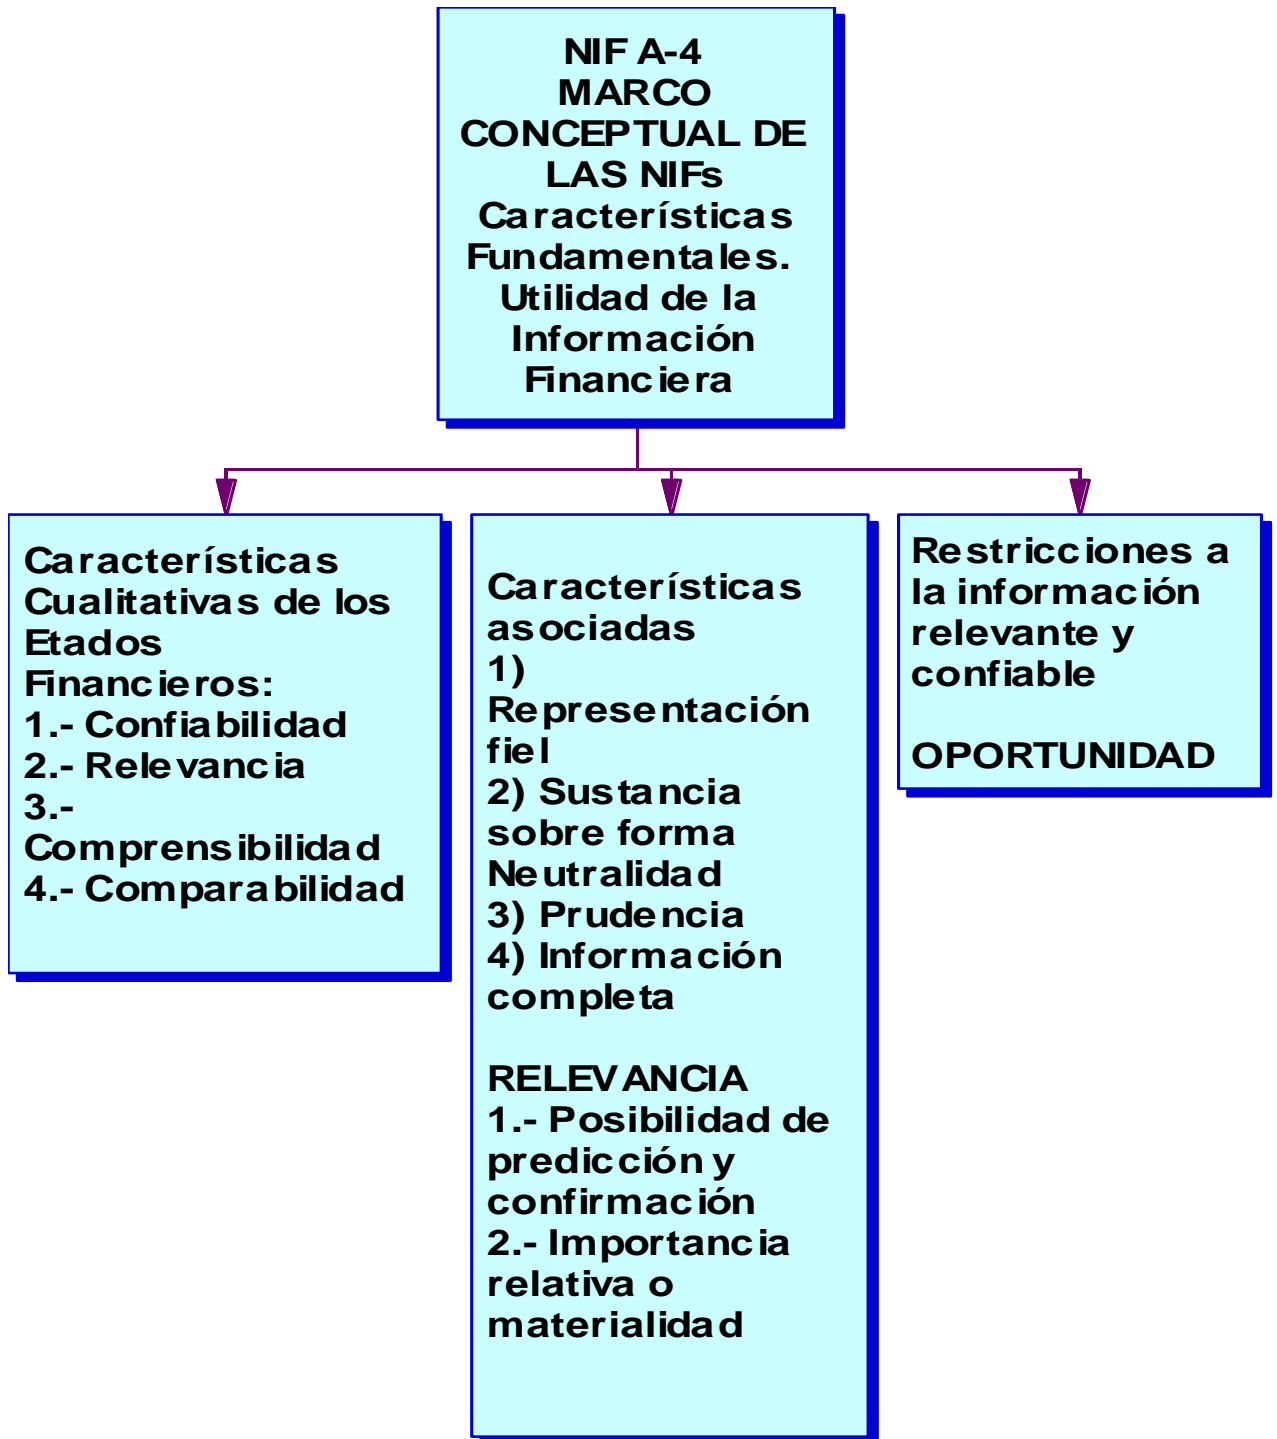 NIF A-4
MARCO
CONCEPTUAL DE
LAS NIFs
Características
Fundamentales.
Utilidad de la
Información
Financiera
Características
Cualitativas de los
Etados
Financieros:
1.- Confiabilidad
2.- Relevancia
3.-
Comprensibilidad
4.- Comparabilidad
Características
asociadas
1)
Representación
fiel
2) Sustancia
sobre forma
Neutralidad
3) Prudencia
4) Información
completa
RELEVANCIA
1.- Posibilidad de
predicción y
confirmación
2.- Importancia
relativa o
materialidad
Restricciones a
la información
relevante y
confiable
OPORTUNIDAD